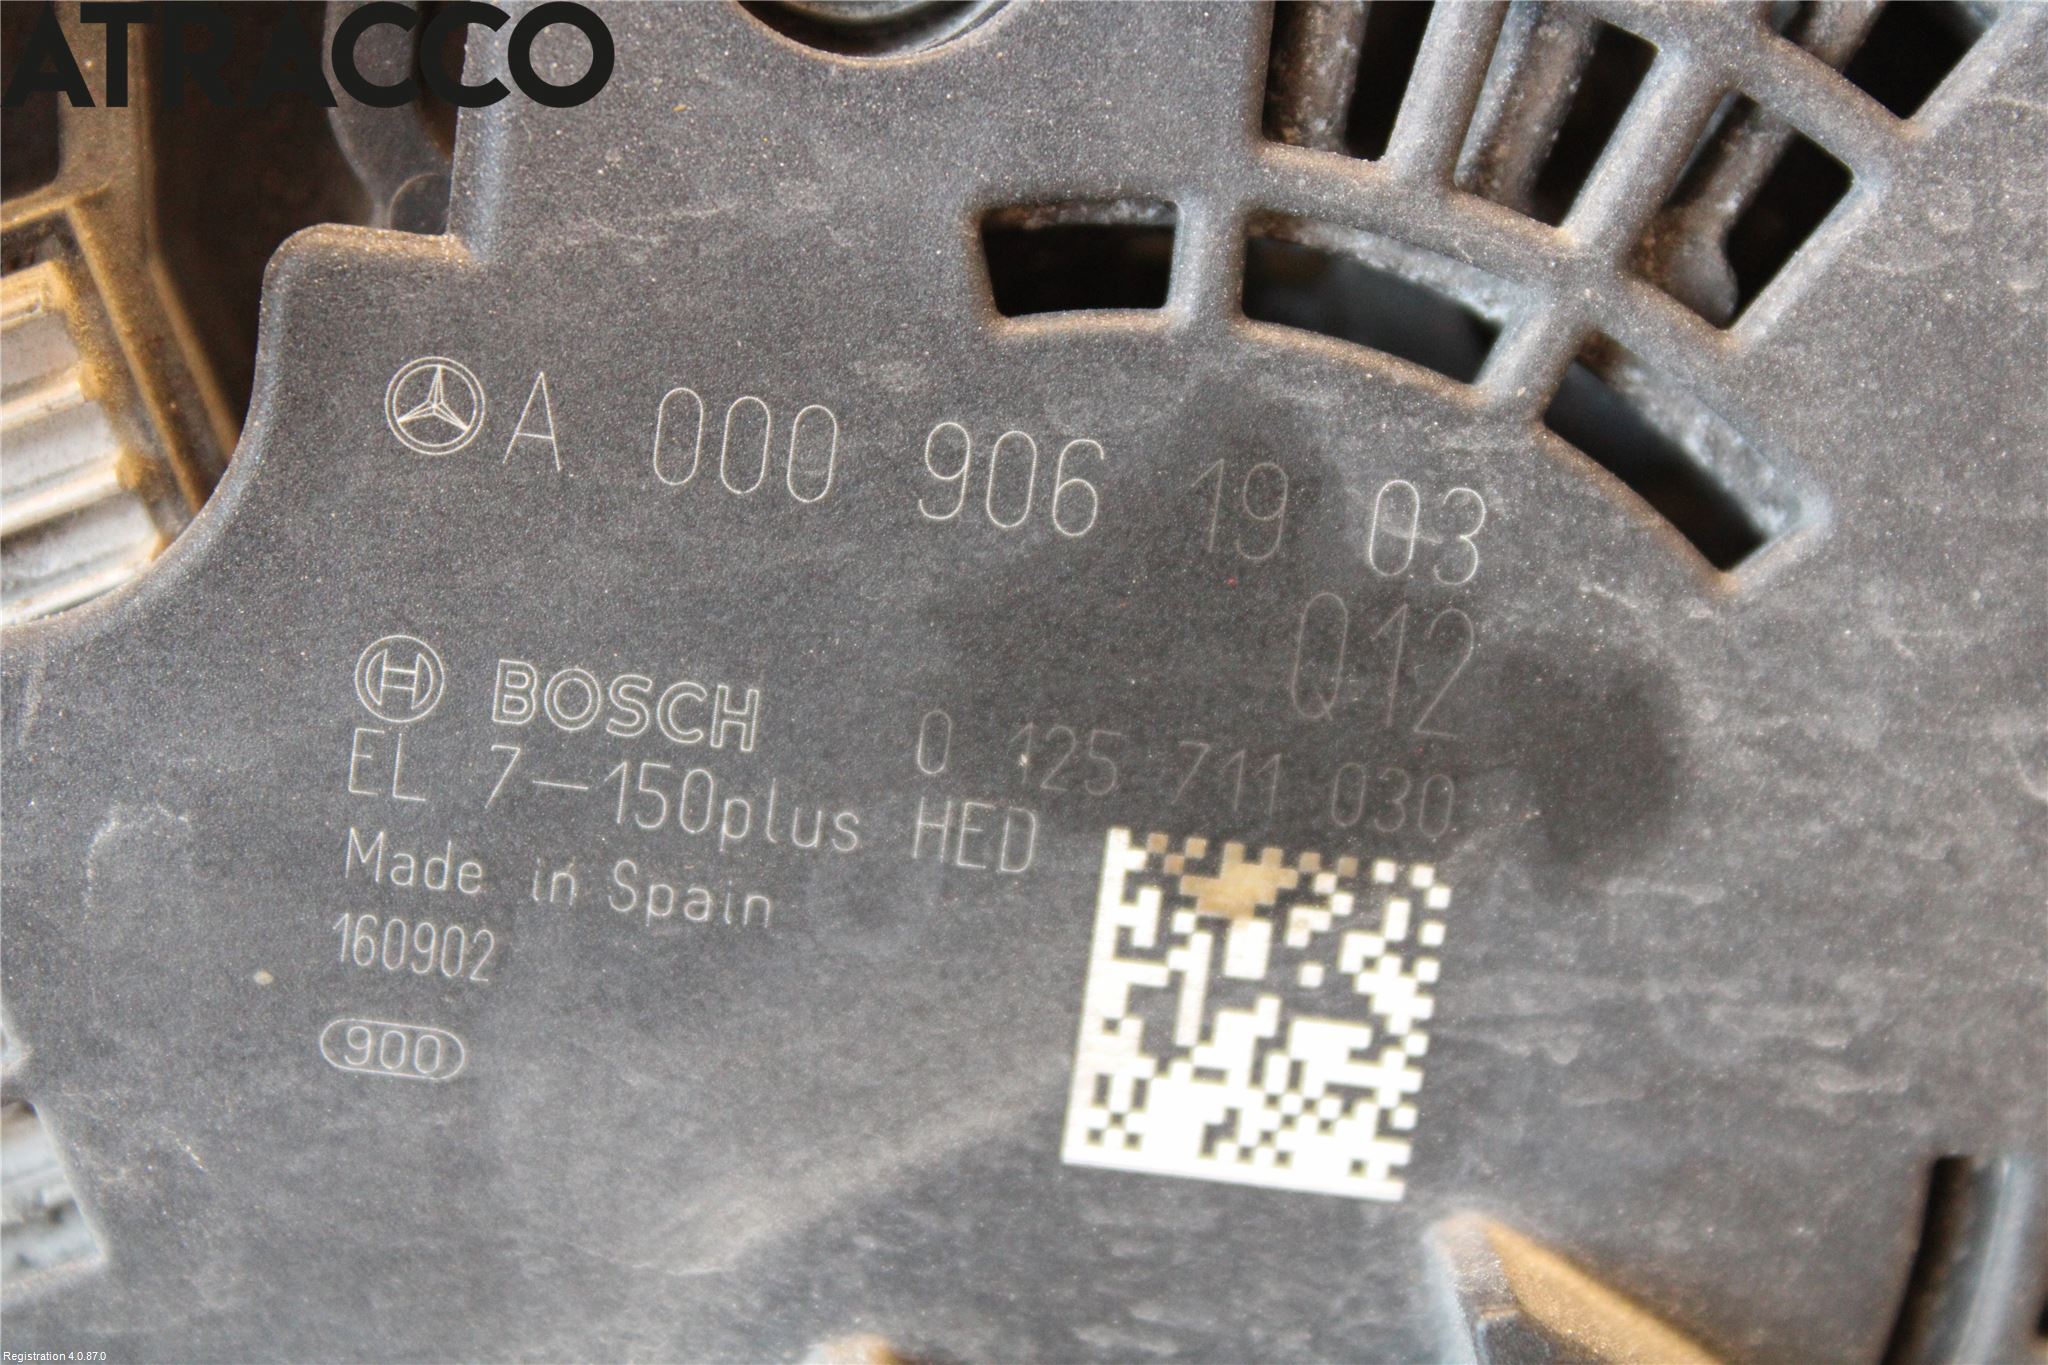 ATRACCO
A 000 906 19 03
Q12
BOSCH
0 125 711 030
EL 7-150plus HED
Made in Spain
160902
900
Registration 4.0.87.0